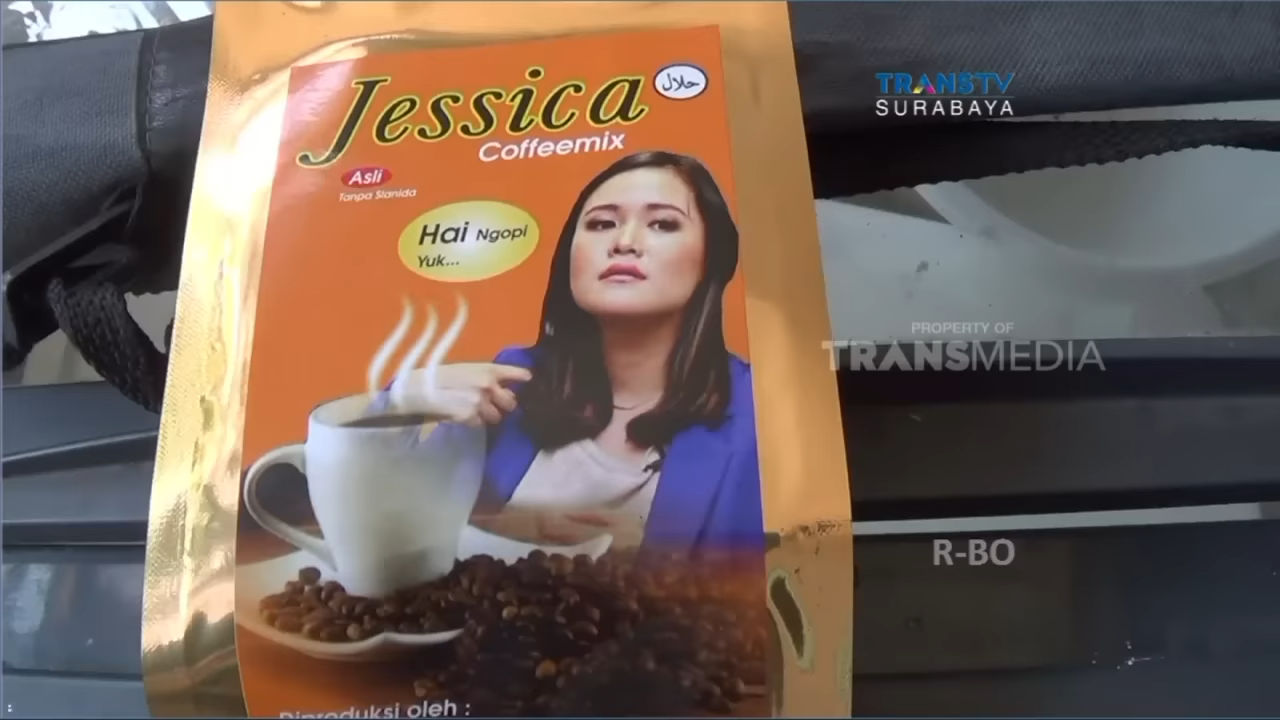 Jessica
حلال
Coffeemix
Asli
Tanpa Sianida
Hai Ngopi
Yuk...
Diproduksi oleh :
TRANSTV
SURABAYA
PROPERTY OF
TRANSMEDIA
R-BO